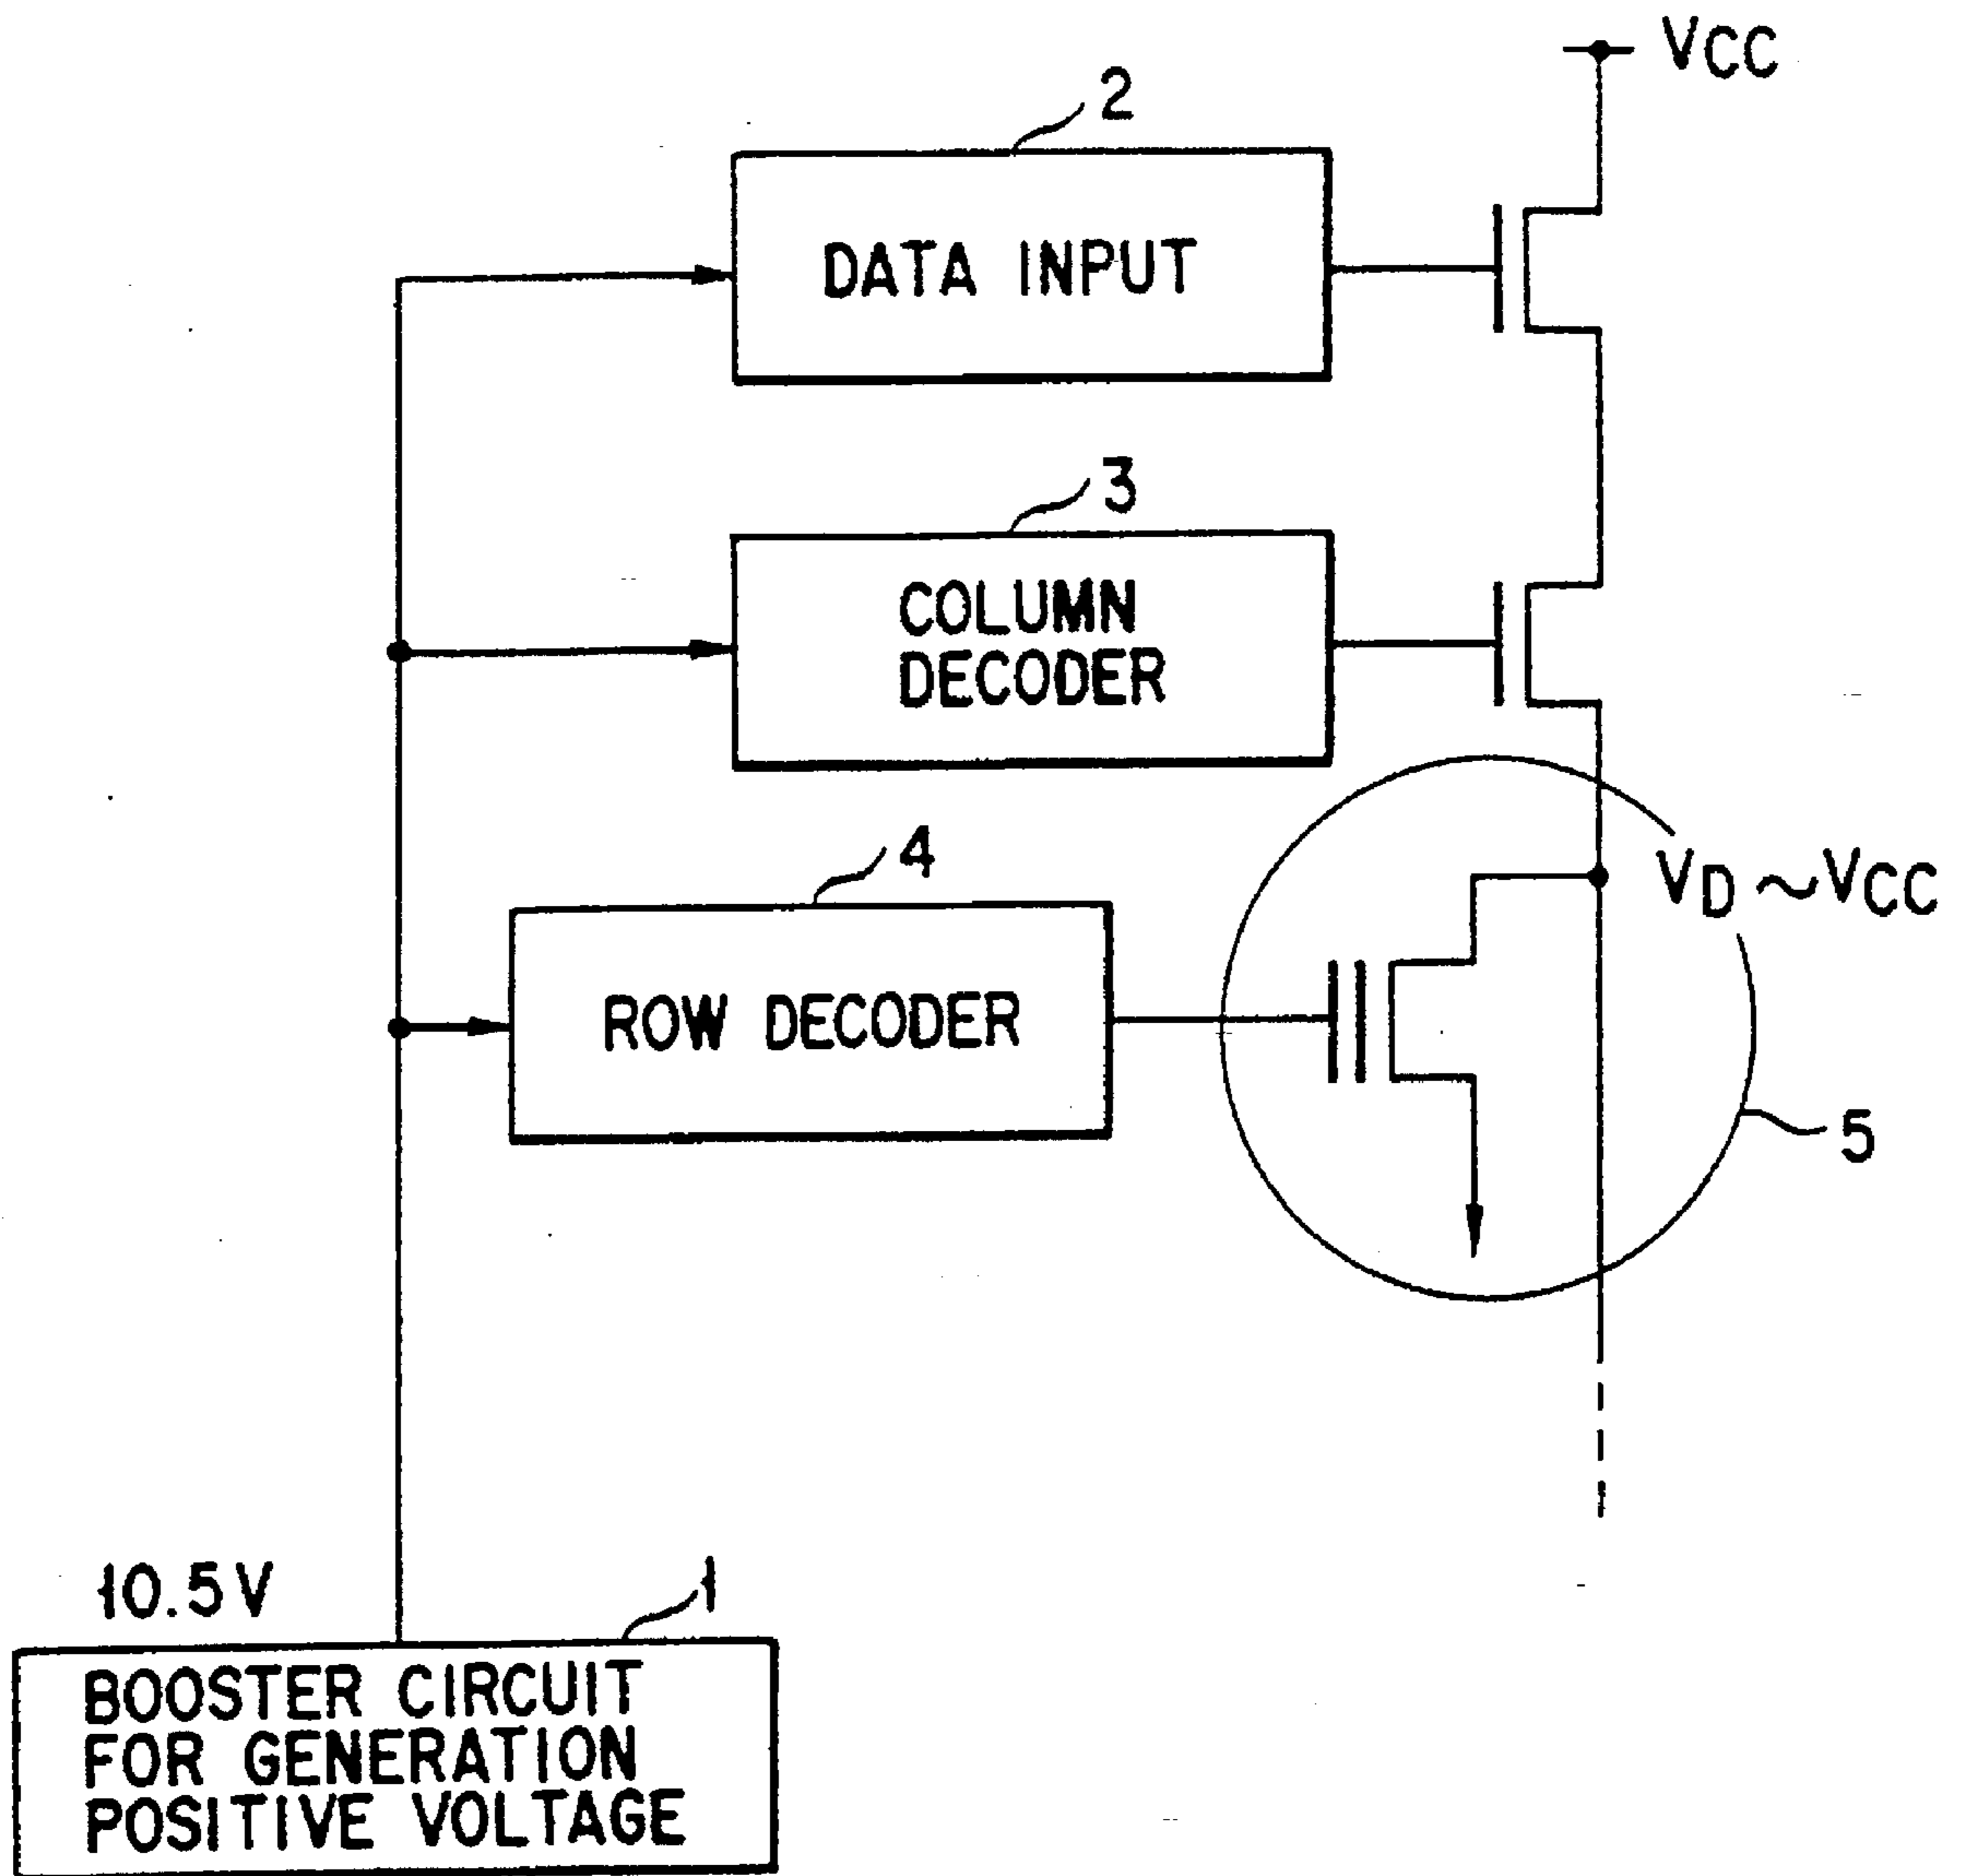 VCC
2
DATA INPUT
3
COLUMN
DECODER
4
VD ~VCC
ROW DECODER
5
10.5V
1
BOOSTER CIRCUIT
FOR GENERATION
POSITIVE VOLTAGE